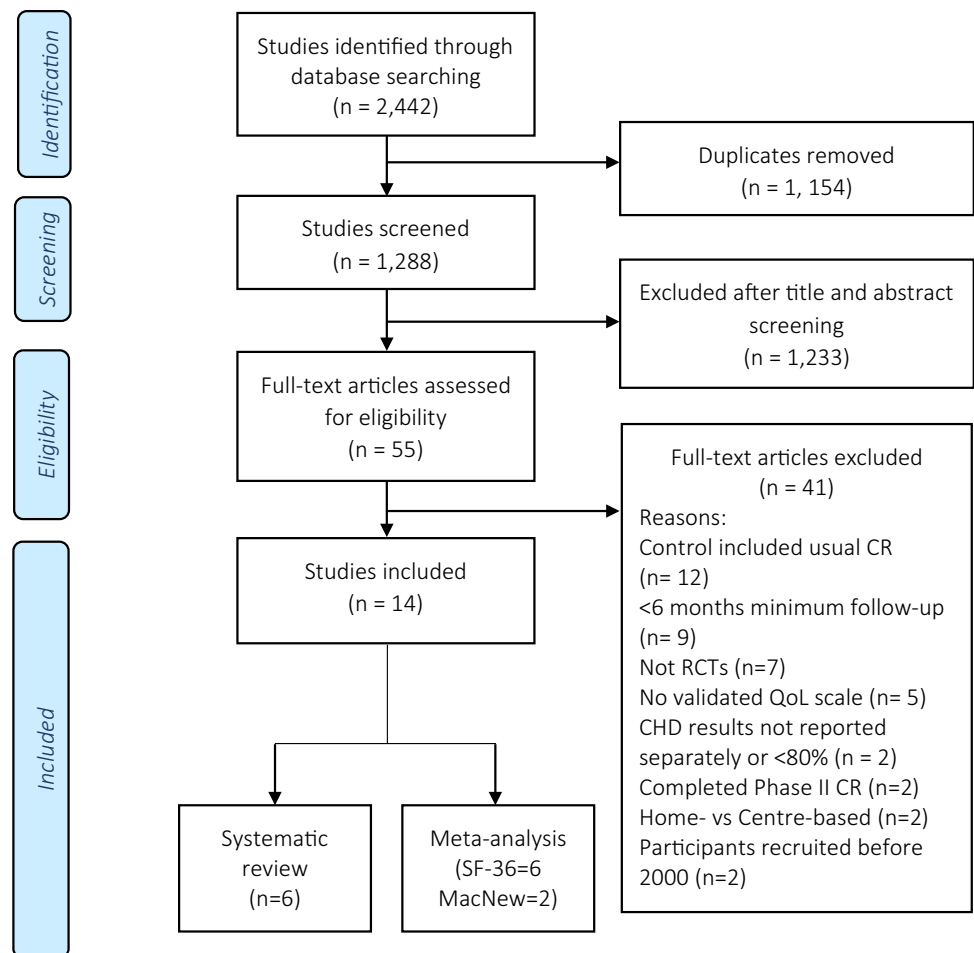 Identification
Studies identified through
database searching
(n = 2,442)
Duplicates removed
(n = 1, 154)
Screening
Studies screened
(n = 1,288)
Excluded after title and abstract
screening
(n = 1,233)
Eligibility
Full-text articles assessed
for eligibility
(n = 55)
Full-text articles excluded
(n = 41)
Reasons:
Control included usual CR
(n= 12)
<6 months minimum follow-up
(n= 9)
Not RCTs (n=7)
No validated QoL scale (n= 5)
CHD results not reported
separately or <80% (n = 2)
Completed Phase II CR (n=2)
Home- vs Centre-based (n=2)
Participants recruited before
2000 (n=2)
Included
Studies included
(n = 14)
Systematic
review
(n=6)
Meta-analysis
(SF-36=6
MacNew=2)